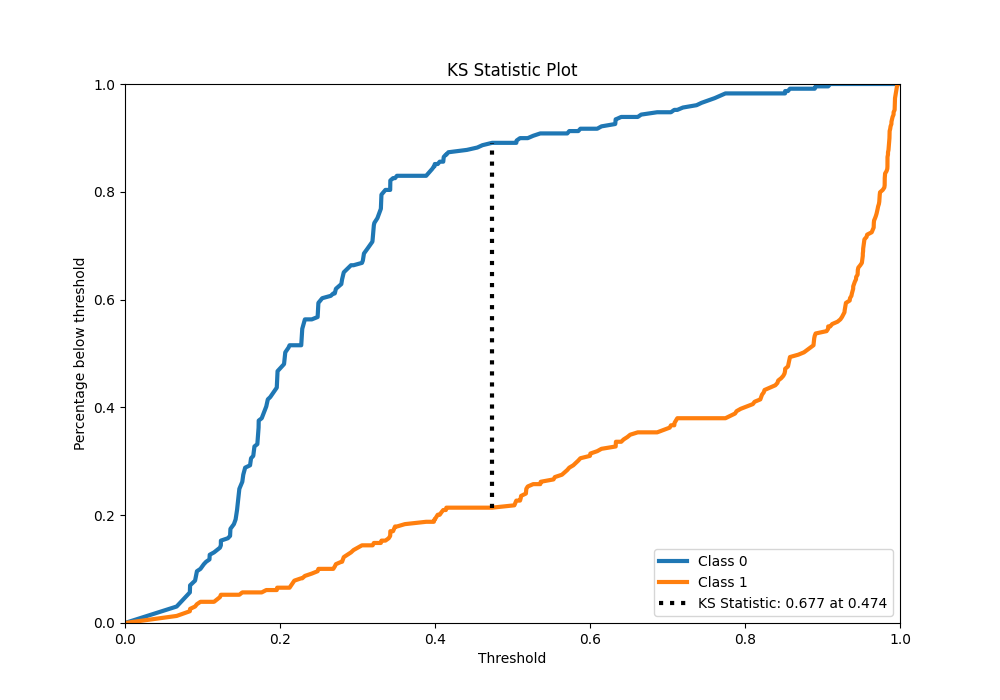 KS Statistic Plot
1.0
0.8
0.6
0.4
0.2
0.0
Percentage below threshold
0.0 0.2 0.4 0.6 0.8 1.0
Threshold
Class 0
Class 1
KS Statistic: 0.677 at 0.474